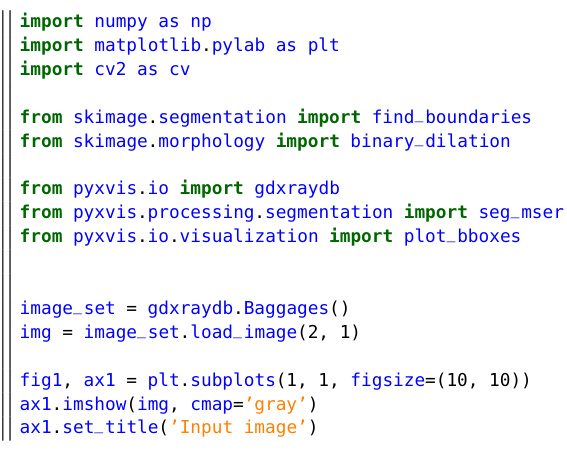 import numpy as np
import matplotlib.pylab as plt
import cv2 as cv
from skimage.segmentation import find_boundaries
from skimage.morphology import binary_dilation
from pyxvis.io import gdxraydb
from pyxvis.processing.segmentation import seg_mser
from pyxvis.io.visualization import plot_bboxes
image_set = gdxraydb.Baggages()
img = image_set.load_image(2, 1)
fig1, ax1 = plt.subplots(1, 1, figsize=(10, 10))
ax1.imshow(img, cmap=’gray’)
ax1.set_title(’Input image’)